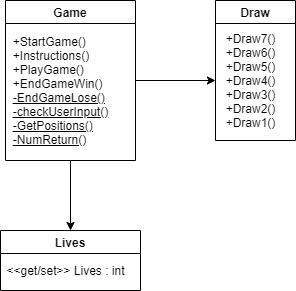 Game
+StartGame()
+Instructions()
+PlayGame()
+EndGameWin()
-EndGameLose()
-checkUserInput()
-GetPositions()
-NumReturn()
Draw
+Draw7()
+Draw6()
+Draw5()
+Draw4()
+Draw3()
+Draw2()
+Draw1()
Lives
<<get/set>> Lives : int